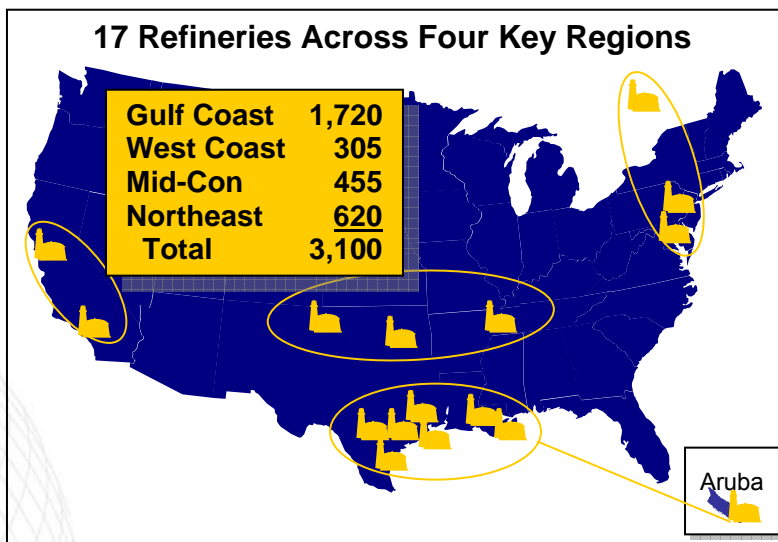 17 Refineries Across Four Key Regions
Gulf Coast 1,720
West Coast 305
Mid-Con 455
Northeast 620
Total 3,100
Aruba